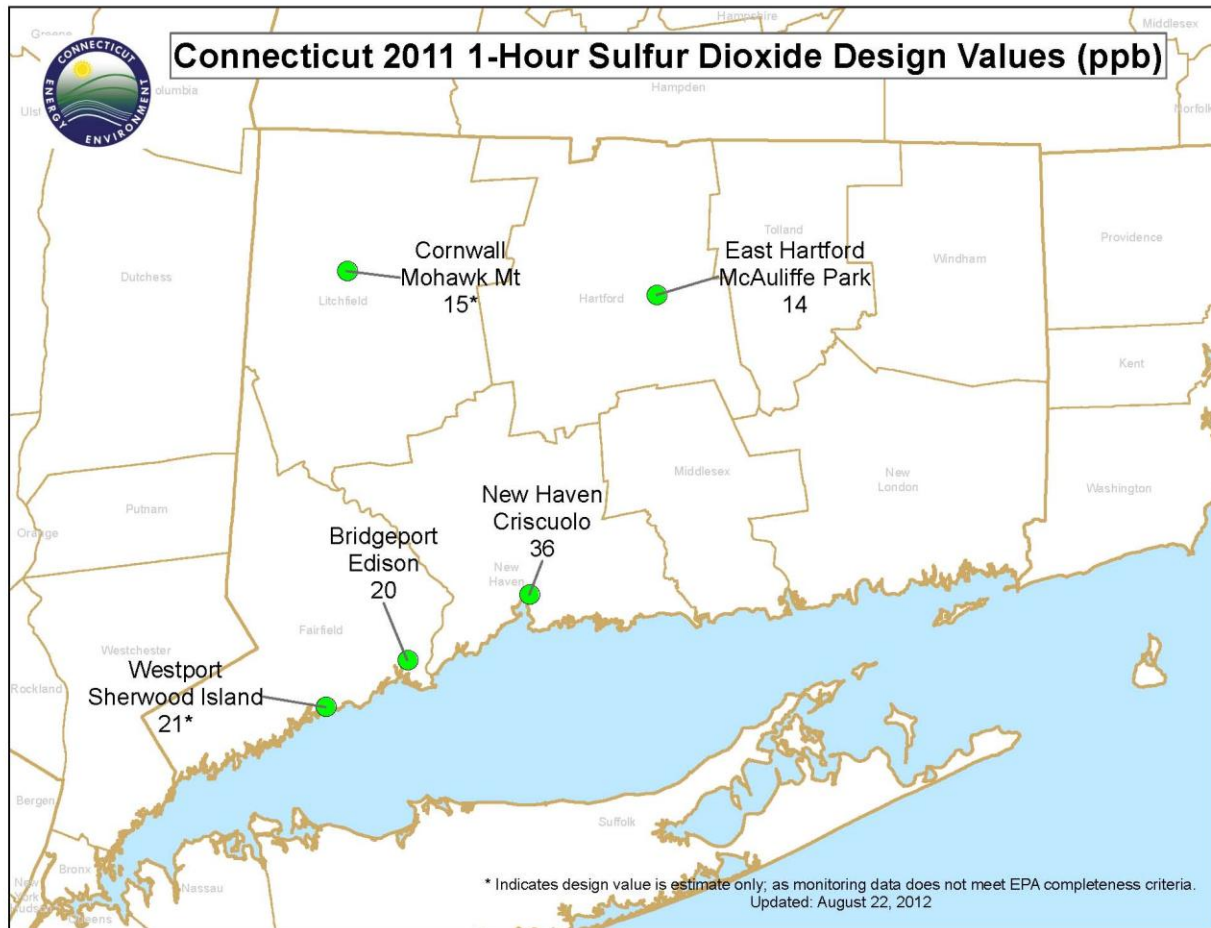 Connecticut 2011 1-Hour Sulfur Dioxide Design Values (ppb)
CONNECTICUT
ENERGY ENVIRONMENT
Hampshire
Middlesex
Greene
Hampden
Norfolk
Cornwall
Mohawk Mt
15*
East Hartford
McAuliffe Park
14
Tolland
Providence
Windham
Dutchess
Litchfield
Hartford
Kent
Middlesex
New
London
Washington
Putnam
Orange
New Haven
Criscuolo
36
Bridgeport
Edison
20
New
Haven
Fairfield
Westchester
Rockland
Westport
Sherwood Island
21*
Bergen
Suffolk
Bronx
Nassau
New
York
Queens
* Indicates design value is estimate only; as monitoring data does not meet EPA completeness criteria.
Updated: August 22, 2012